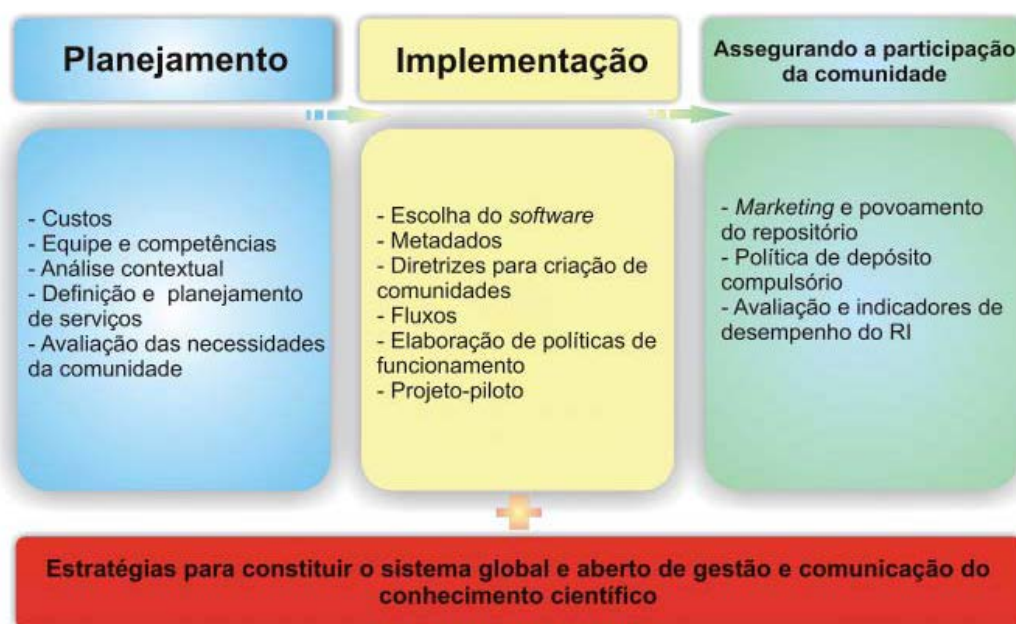 Planejamento
Implementação
Assegurando a participação
da comunidade
- Custos
- Equipe e competências
- Análise contextual
- Definição e planejamento
de serviços
- Avaliação das necessidades
da comunidade
- Escolha do software
- Metadados
- Diretrizes para criação de
comunidades
- Fluxos
- Elaboração de políticas de
funcionamento
- Projeto-piloto
- Marketing e povoamento
do repositório
- Política de depósito
compulsório
- Avaliação e indicadores de
desempenho do RI
Estratégias para constituir o sistema global e aberto de gestão e comunicação do
conhecimento científico